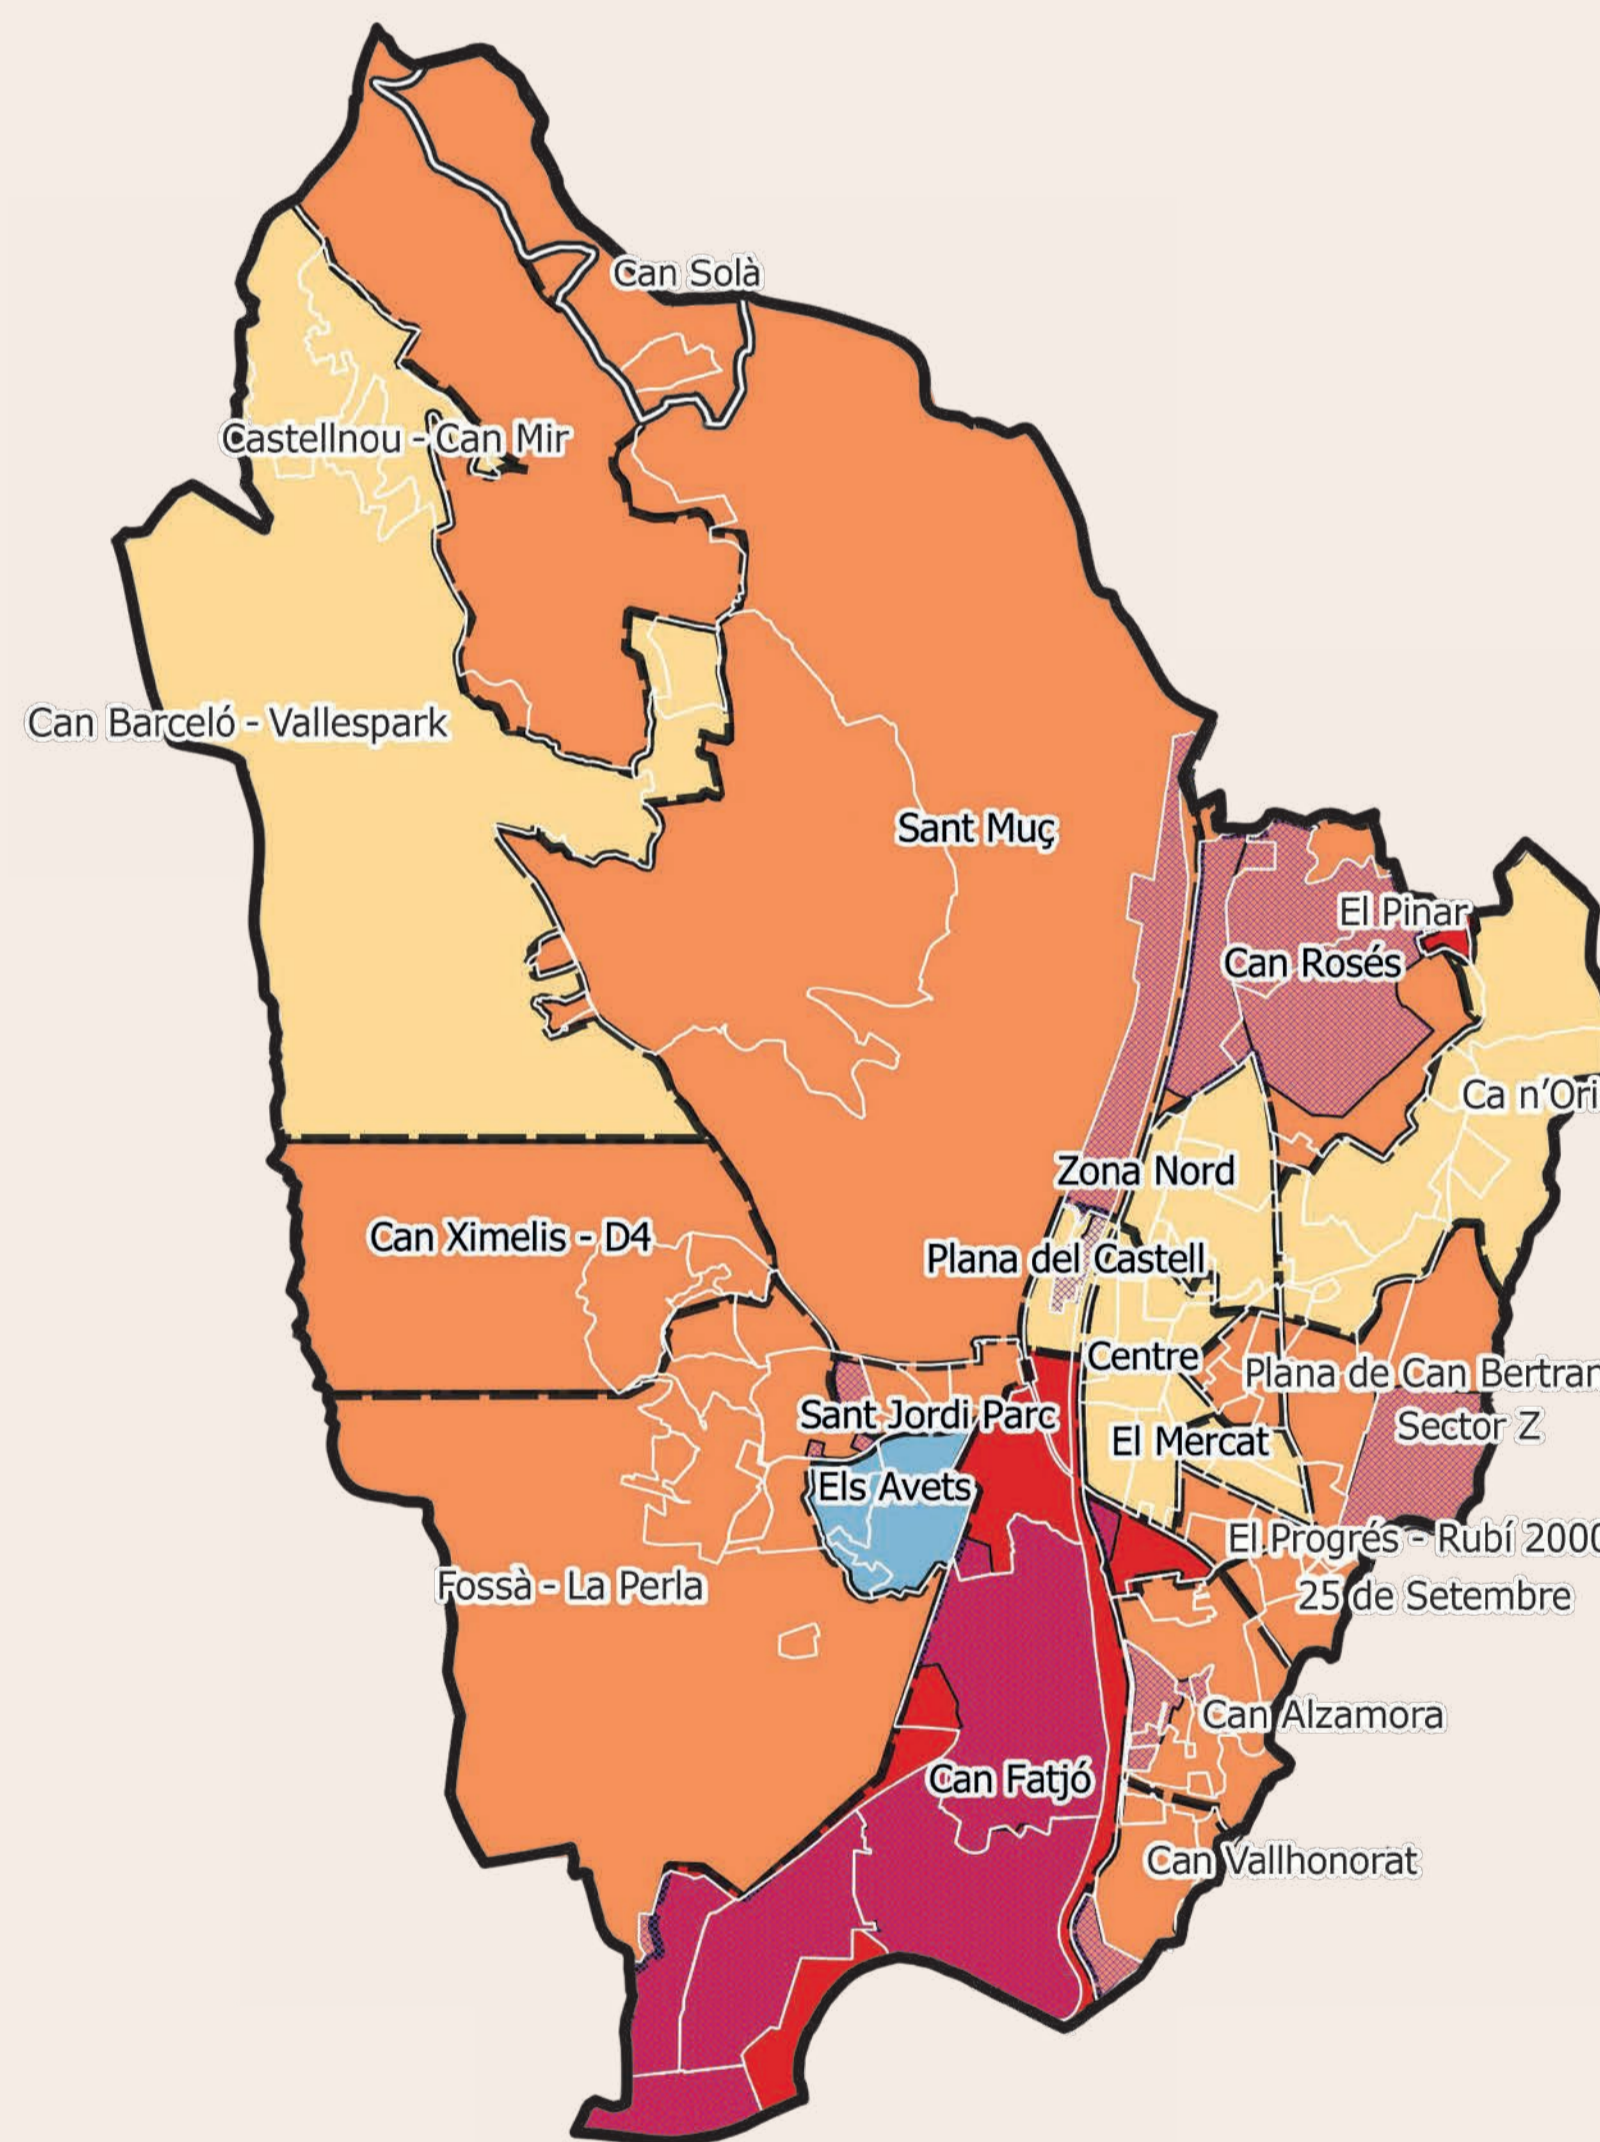 Can Solà
Castellnou - Can Mir
Can Barceló - Vallespark
Sant Muç
El Pinar
Can Rosés
Ca n'Ori
Zona Nord
Can Ximelis - D4
Plana del Castell
Centre
Plana de Can Bertran
Sant Jordi Parc
Sector Z
El Mercat
Els Avets
El Progrés - Rubí 2000
Fossà - La Perla
25 de Setembre
Can Alzamora
Can Fatjó
Can Vallhonorat